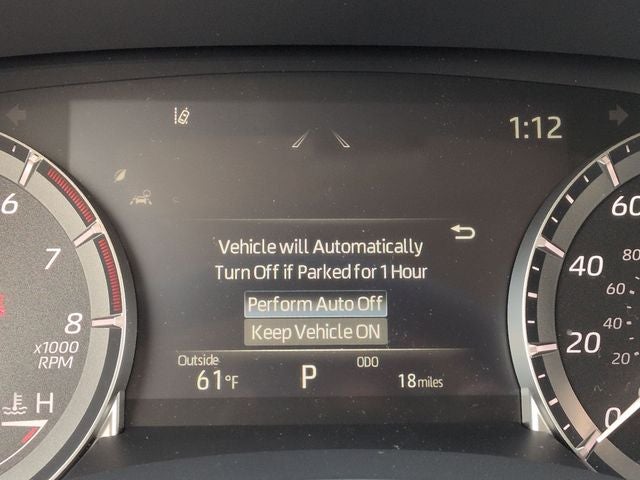 1:12
6
7
8
x1000
RPM
H
Vehicle will Automatically
Turn Off if Parked for 1 Hour
Perform Auto Off
Keep Vehicle ON
Outside
61°F
P
ODO
18 miles
60
40
20
0
80
60
40
20